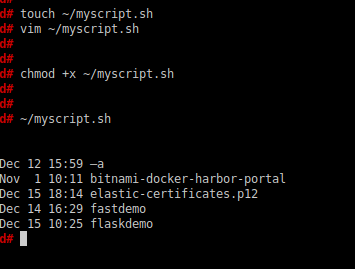 d#
d# touch ~/myscript.sh
d# vim ~/myscript.sh
d#
d#
d# chmod +x ~/myscript.sh
d#
d#
d# ~/myscript.sh
Dec 12 15:59 –a
Nov  1 10:11 bitnami-docker-harbor-portal
Dec 15 18:14 elastic-certificates.p12
Dec 14 16:29 fastdemo
Dec 15 10:25 flaskdemo
d#